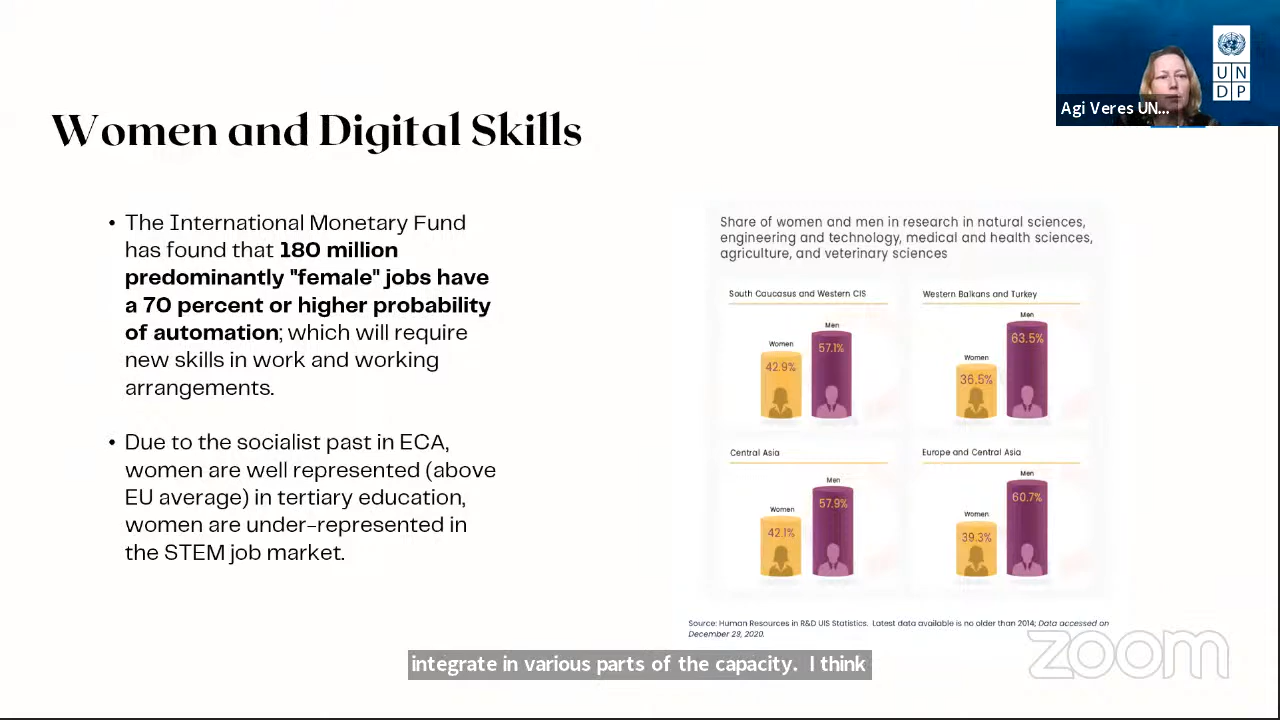 Women and Digital Skills
• The International Monetary Fund
has found that 180 million
predominantly "female" jobs have
a 70 percent or higher probability
of automation; which will require
new skills in work and working
arrangements.
• Due to the socialist past in ECA,
women are well represented (above
EU average) in tertiary education,
women are under-represented in
the STEM job market.
Share of women and men in research in natural sciences,
engineering and technology, medical and health sciences,
agriculture, and veterinary sciences
South Caucasus and Western CIS
Women
42.9%
Men
57.1%
Western Balkans and Turkey
Women
36.5%
Men
63.5%
Central Asia
Women
42.1%
Men
57.9%
Europe and Central Asia
Women
39.3%
Men
60.7%
Source: Human Resources in R&D UIS Statistics. Latest data available is no older than 2014; Data accessed on
December 29, 2020.
integrate in various parts of the capacity. I think
zoom
Agi Veres UN...
U N
D P